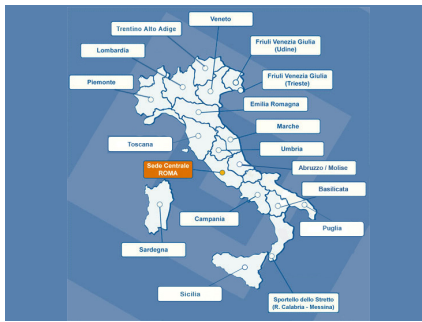 Veneto
Trentino Alto Adige
Friuli Venezia Giulia
(Udine)
Lombardia
Friuli Venezia Giulia
(Trieste)
Piemonte
Emilia Romagna
Marche
Toscana
Umbria
Sede Centrale
ROMA
Abruzzo / Molise
Basilicata
Campania
Puglia
Sardegna
Sicilia
Sportello dello Stretto
(R. Calabria - Messina)